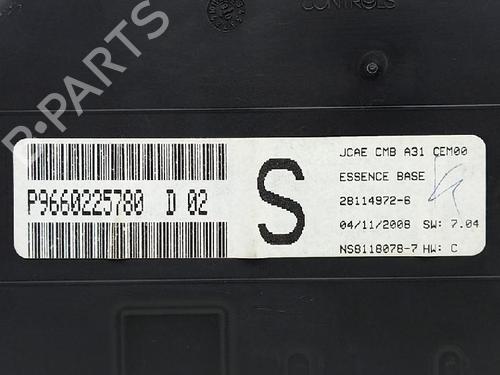 CONTROLS
B-PARTS
P9660225780 D 02
S
JCAE CMB A31 CEM00
ESSENCE BASE
28114972-6
04/11/2008 SW: 7.04
NS8118078-7 HW: C